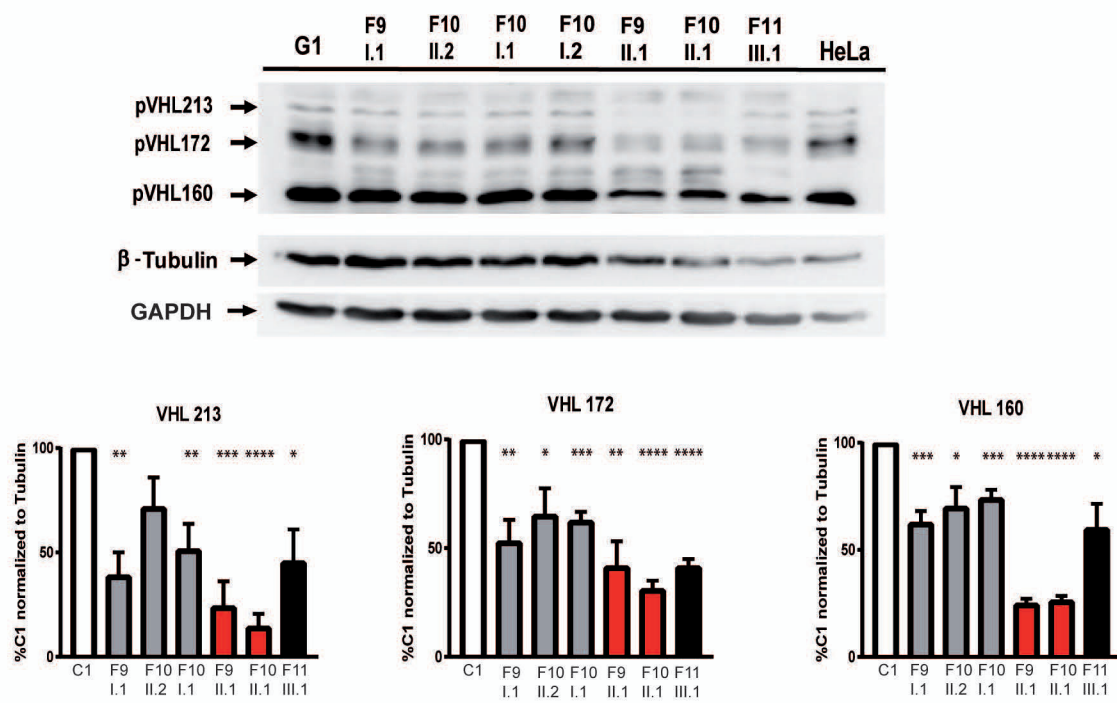 G1 F9 F10 F10 F10 F9 F10 F11 HeLa
I.1 II.2 I.1 I.2 II.1 II.1 III.1
pVHL213
pVHL172
pVHL160
β-Tubulin
GAPDH
VHL 213
%C1 normalized to Tubulin
100
50
0
** ** *** **** *
C1 F9 F10 F10 F9 F10 F11
I.1 II.2 I.1 II.1 II.1 III.1
VHL 172
%C1 normalized to Tubulin
100
50
0
** * *** ** **** ****
C1 F9 F10 F10 F9 F10 F11
I.1 II.2 I.1 II.1 II.1 III.1
VHL 160
%C1 normalized to Tubulin
100
50
0
*** * *** **** **** *
C1 F9 F10 F10 F9 F10 F11
I.1 II.2 I.1 II.1 II.1 III.1